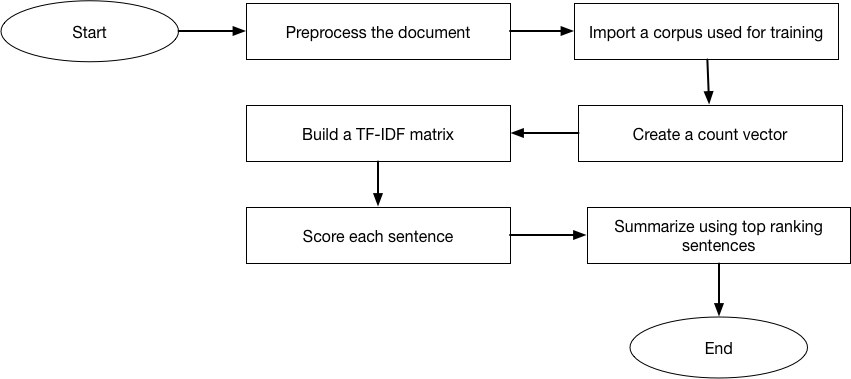 Start
Preprocess the document
Import a corpus used for training
Create a count vector
Build a TF-IDF matrix
Score each sentence
Summarize using top ranking
sentences
End